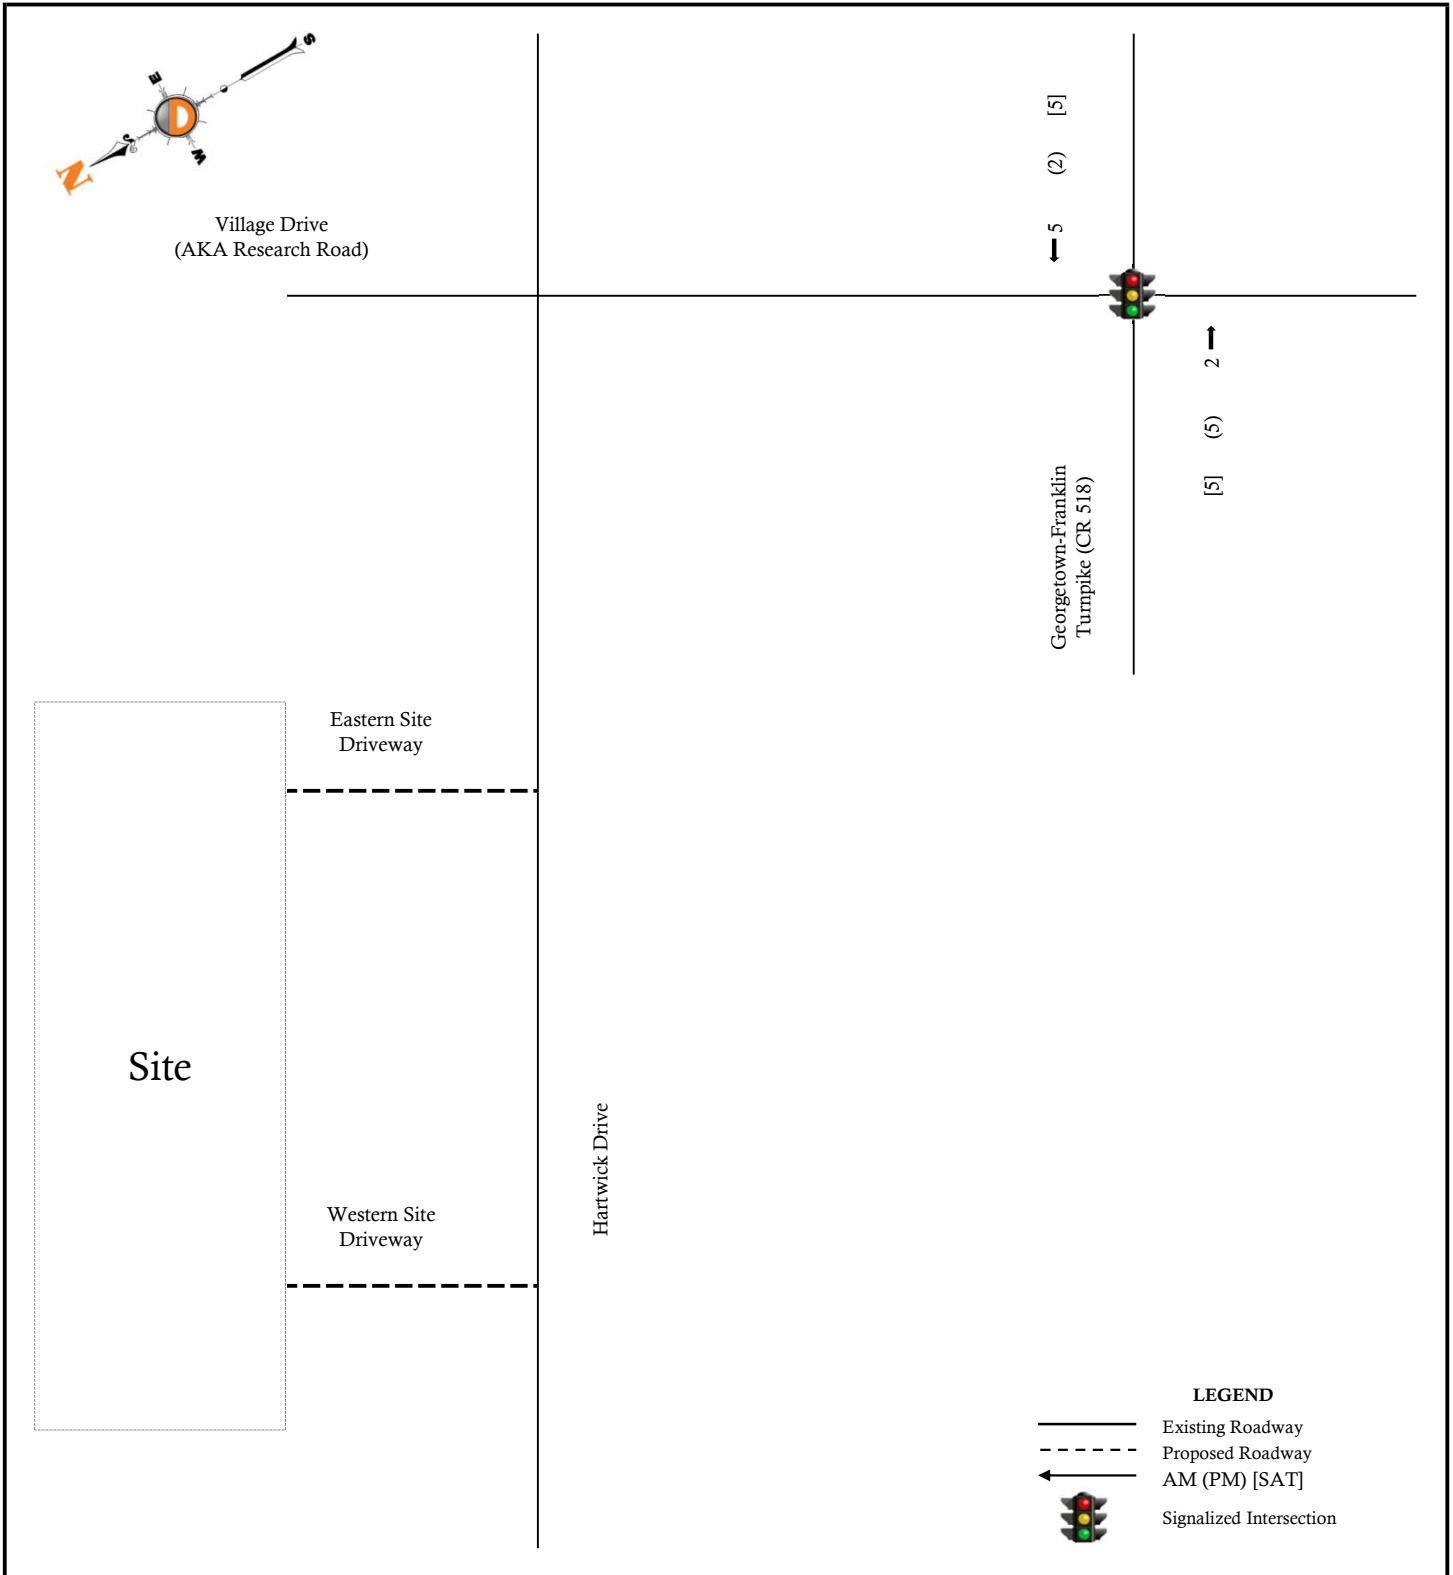 S
E
D
W
N
Village Drive
(AKA Research Road)
5 (2) [5]
[5] (5) 2
Georgetown-Franklin
Turnpike (CR 518)
Eastern Site
Driveway
Site
Hartwick Drive
Western Site
Driveway
LEGEND
Existing Roadway
Proposed Roadway
AM (PM) [SAT]
Signalized Intersection